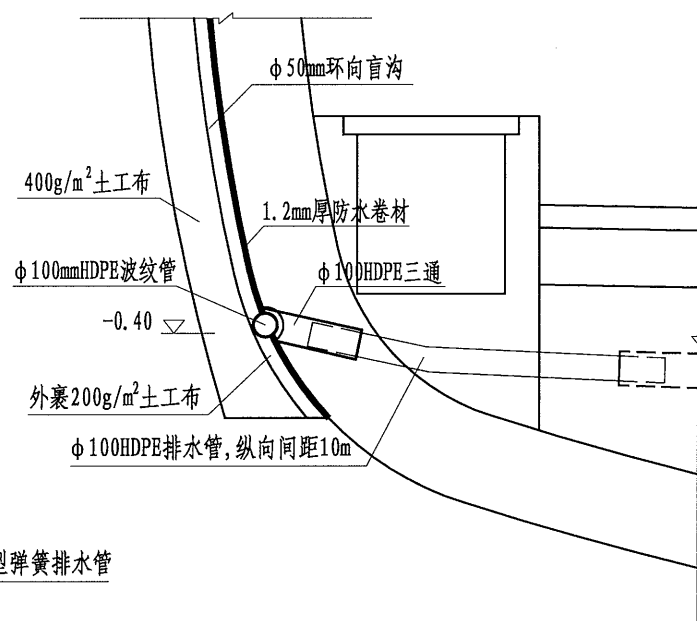 φ50mm环向盲沟
400g/m²土工布
1.2mm厚防水卷材
φ100mmHDPE波纹管
φ100HDPE三通
-0.40
外裹200g/m²土工布
φ100HDPE排水管,纵向间距10m
型弹簧排水管